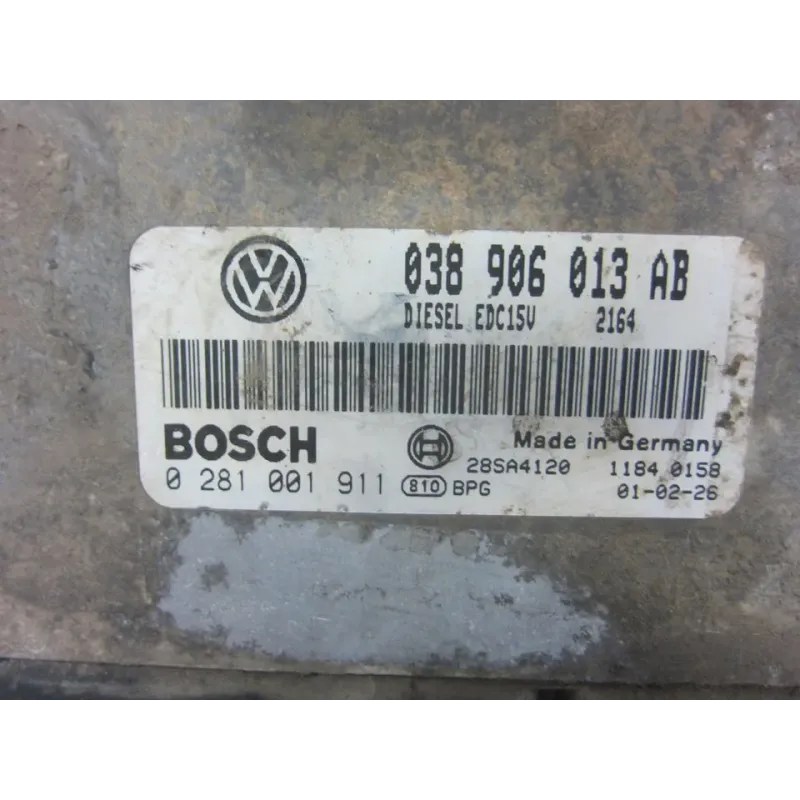 038 906 013 AB
DIESEL EDC15V 2164
BOSCH
Made in Germany
0 281 001 911
28SA4120 1184 0158
810 BPG 01-02-26